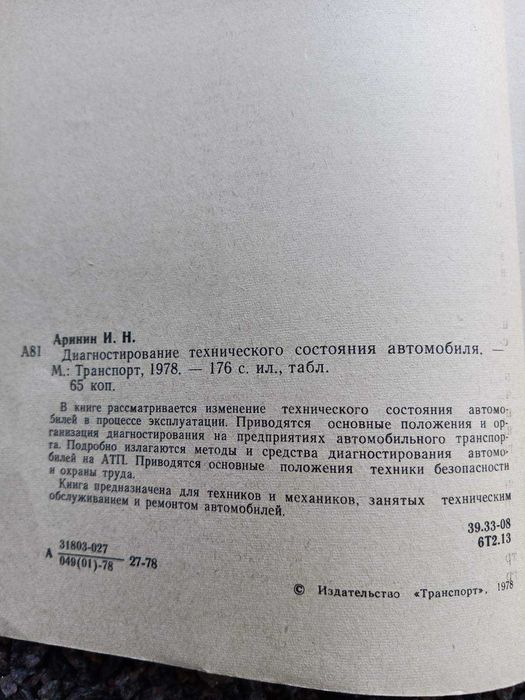 Аринин И. Н.
А81 Диагностирование технического состояния автомобиля. —
М.: Транспорт, 1978. — 176 с. ил., табл.
65 коп.
В книге рассматривается изменение технического состояния автомо-
билей в процессе эксплуатации. Приводятся основные положения и ор-
ганизация диагностирования на предприятиях автомобильного транспор-
та. Подробно излагаются методы и средства диагностирования автомо-
билей на АТП. Приводятся основные положения техники безопасности
и охраны труда.
Книга предназначена для техников и механиков, занятых техническим
обслуживанием и ремонтом автомобилей.
39.33-08
6Т2.13
А 31803-027
049(01)-78 27-78
© Издательство «Транспорт», 1978